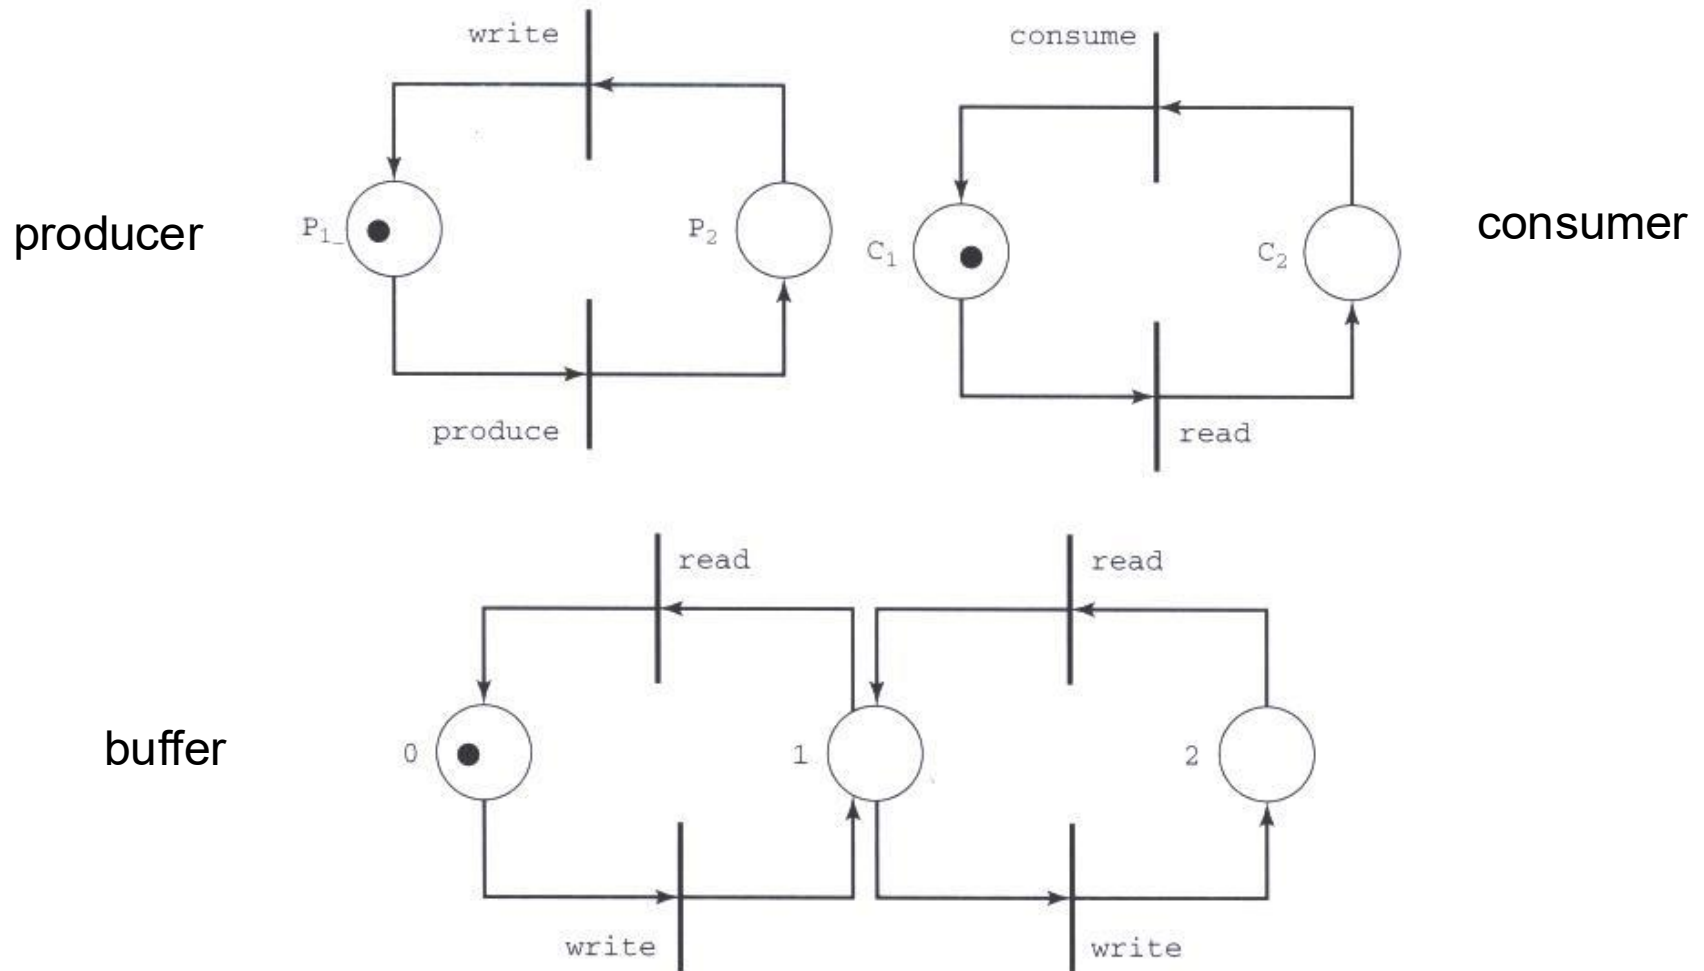 write
consume
producer
P₁
P₂
C₁
C₂
consumer
produce
read
read
read
buffer
0
1
2
write
write